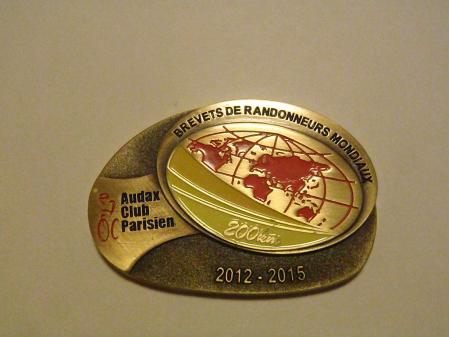 BREVETS DE RANDONNEURS MONDIAUX
Audax
Club
Parisien
200km
2012 - 2015